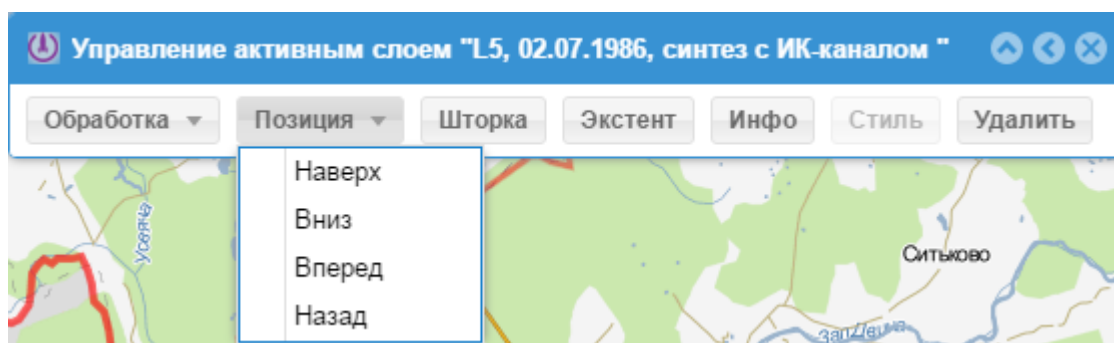 Управление активным слоем "L5, 02.07.1986, синтез с ИК-каналом "
Обработка Позиция Шторка Экстент Инфо Стиль Удалить
Наверх
Вниз
Вперед
Назад
Усвяча
Ситьково
Зап.Двина